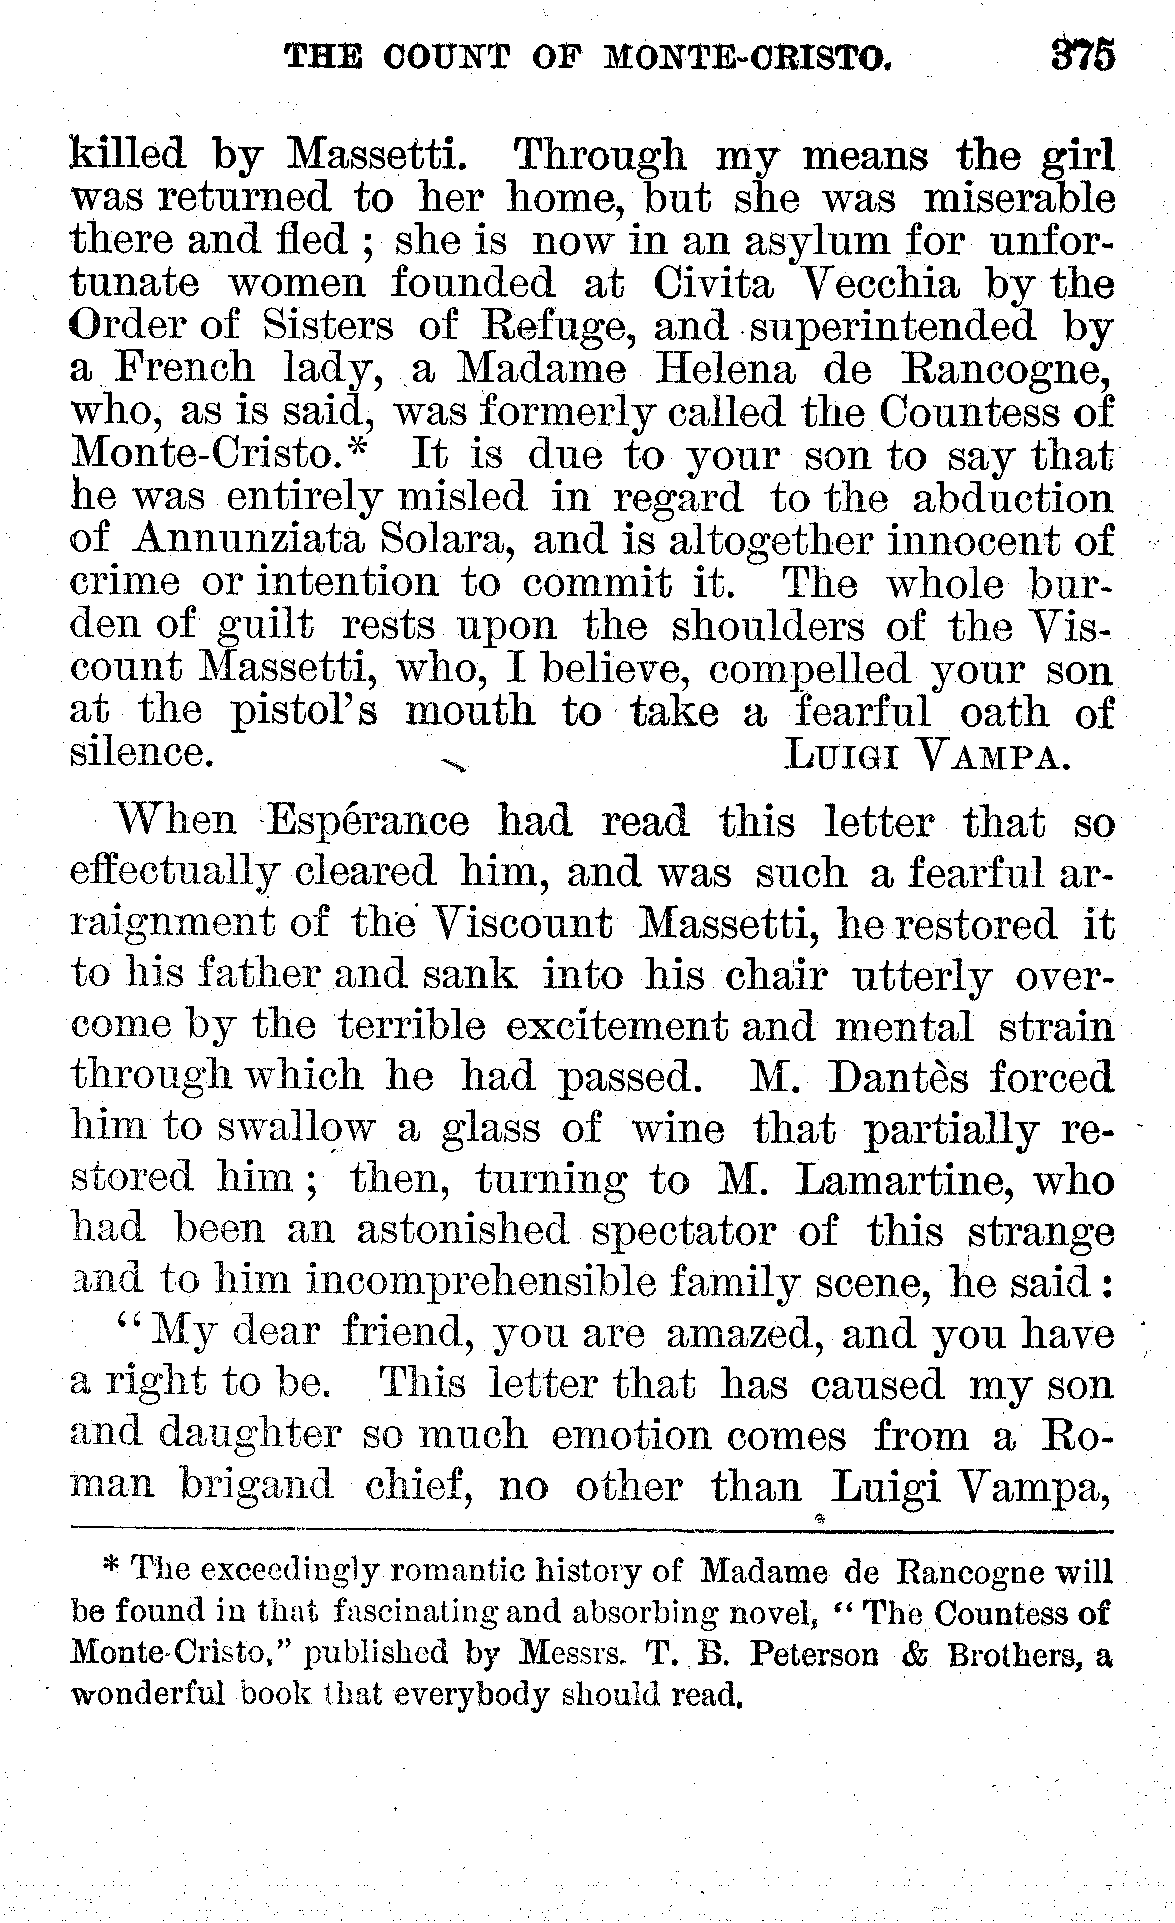 THE COUNT OF MONTE-CRISTO. 375
killed by Massetti. Through my means the girl
was returned to her home, but she was miserable
there and fled ; she is now in an asylum for unfor-
tunate women founded at Civita Vecchia by the
Order of Sisters of Refuge, and superintended by
a French lady, a Madame Helena de Rancogne,
who, as is said, was formerly called the Countess of
Monte-Cristo.* It is due to your son to say that
he was entirely misled in regard to the abduction
of Annunziata Solara, and is altogether innocent of
crime or intention to commit it. The whole bur-
den of guilt rests upon the shoulders of the Vis-
count Massetti, who, I believe, compelled your son
at the pistol's mouth to take a fearful oath of
silence. LUIGI VAMPA.
When Espérance had read this letter that so
effectually cleared him, and was such a fearful ar-
raignment of the Viscount Massetti, he restored it
to his father and sank into his chair utterly over-
come by the terrible excitement and mental strain
through which he had passed. M. Dantès forced
him to swallow a glass of wine that partially re-
stored him ; then, turning to M. Lamartine, who
had been an astonished spectator of this strange
and to him incomprehensible family scene, he said :
“ My dear friend, you are amazed, and you have
a right to be. This letter that has caused my son
and daughter so much emotion comes from a Ro-
man brigand chief, no other than Luigi Vampa,
* The exceedingly romantic history of Madame de Rancogne will
be found in that fascinating and absorbing novel, “ The Countess of
Monte-Cristo,” published by Messrs. T. B. Peterson & Brothers, a
wonderful book that everybody should read.